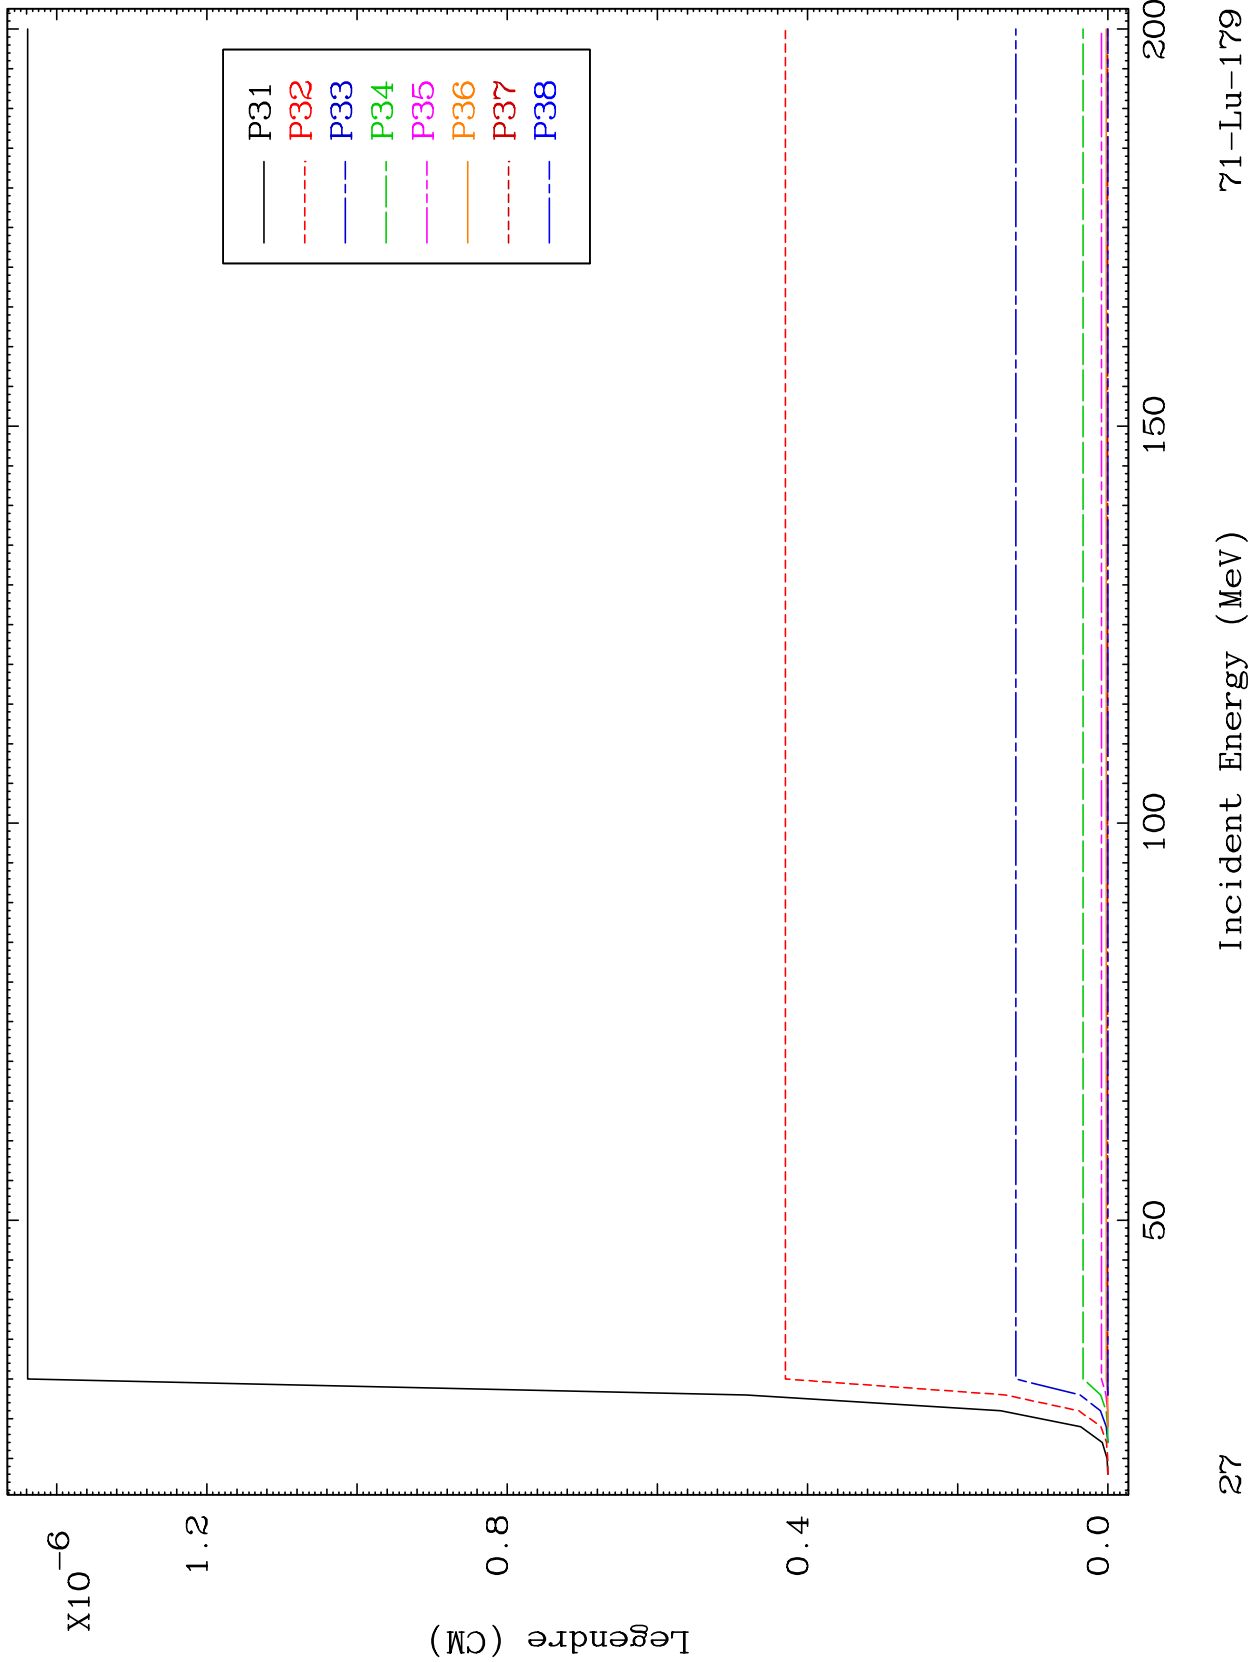 X10-6
1.2
0.8
0.4
0.0
Legendre (CM)
P31
P32
P33
P34
P35
P36
P37
P38
50
100
150
200
27
Incident Energy (MeV)
71-Lu-179